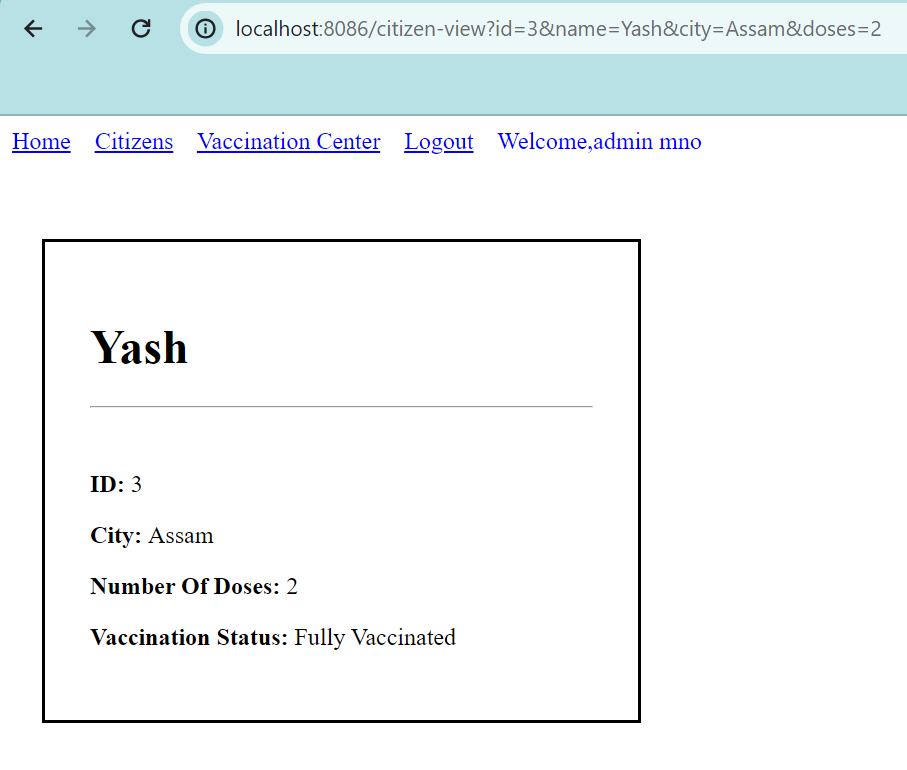 localhost:8086/citizen-view?id=3&name=Yash&city=Assam&doses=2
Home Citizens Vaccination Center Logout Welcome,admin mno
Yash
ID: 3
City: Assam
Number Of Doses: 2
Vaccination Status: Fully Vaccinated